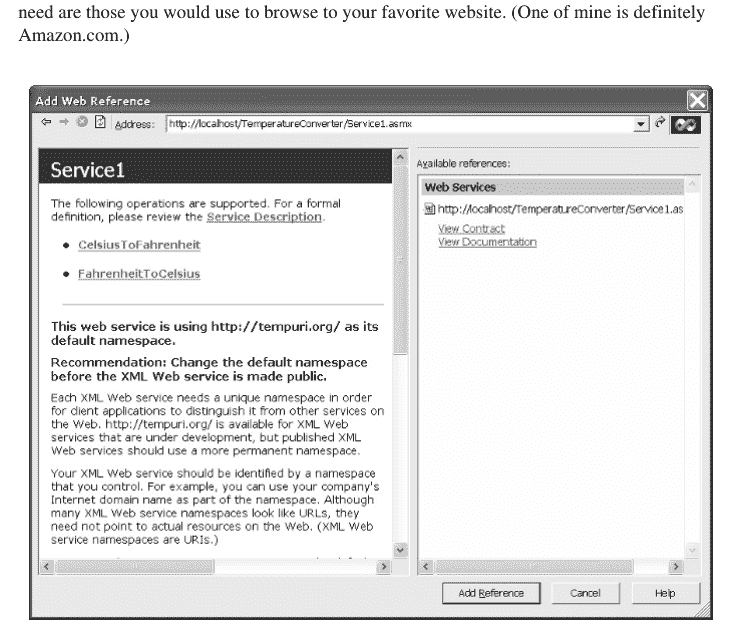 need are those you would use to browse to your favorite website. (One of mine is definitely
Amazon.com.)
Add Web Reference
Address: http://localhost/TemperatureConverter/Service1.asmx
Service1
The following operations are supported. For a formal
definition, please review the Service Description.
• CelsiusToFahrenheit
• FahrenheitToCelsius
This web service is using http://tempuri.org/ as its
default namespace.
Recommendation: Change the default namespace
before the XML Web service is made public.
Each XML Web service needs a unique namespace in order
for client applications to distinguish it from other services on
the Web. http://tempuri.org/ is available for XML Web
services that are under development, but published XML
Web services should use a more permanent namespace.
Your XML Web service should be identified by a namespace
that you control. For example, you can use your company's
Internet domain name as part of the namespace. Although
many XML Web service namespaces look like URLs, they
need not point to actual resources on the Web. (XML Web
service namespaces are URIs.)
Available references:
Web Services
http://localhost/TemperatureConverter/Service1.as
View Contract
View Documentation
Add Reference
Cancel
Help